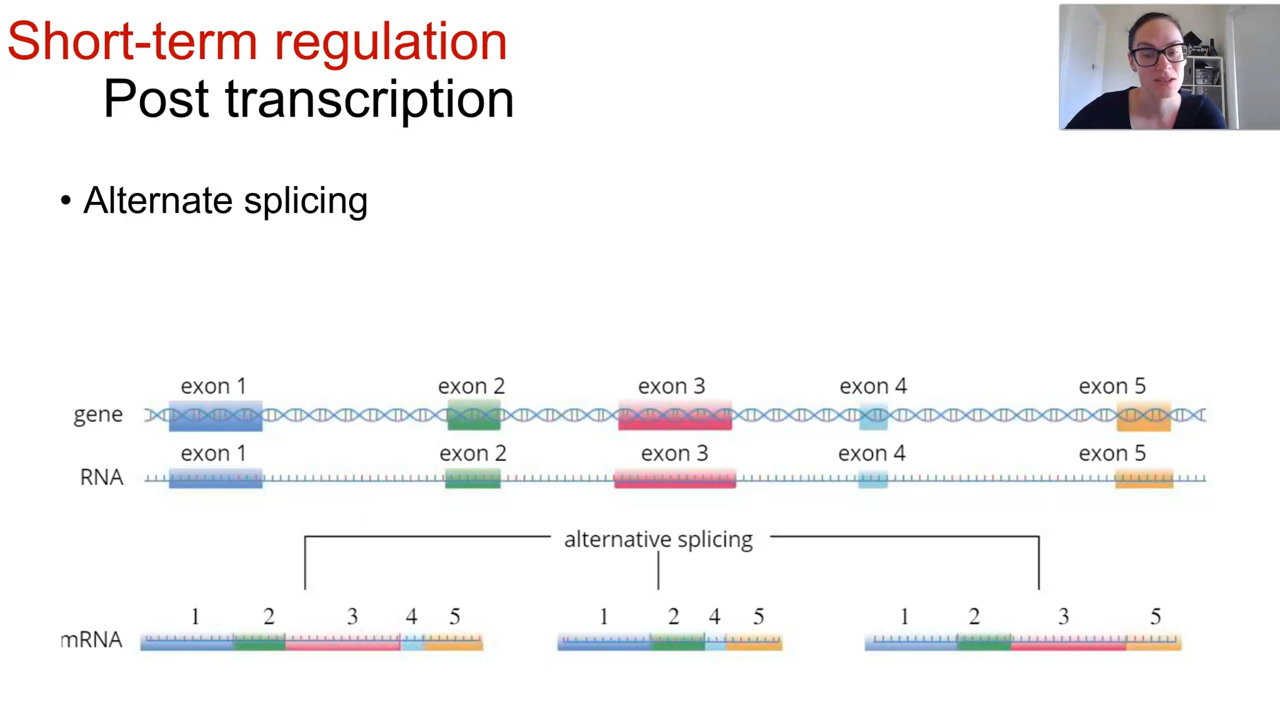 Short-term regulation
Post transcription
• Alternate splicing
exon 1 exon 2 exon 3 exon 4 exon 5
gene
exon 1 exon 2 exon 3 exon 4 exon 5
RNA
alternative splicing
1 2 3 4 5 1 2 4 5 1 2 3 5
mRNA